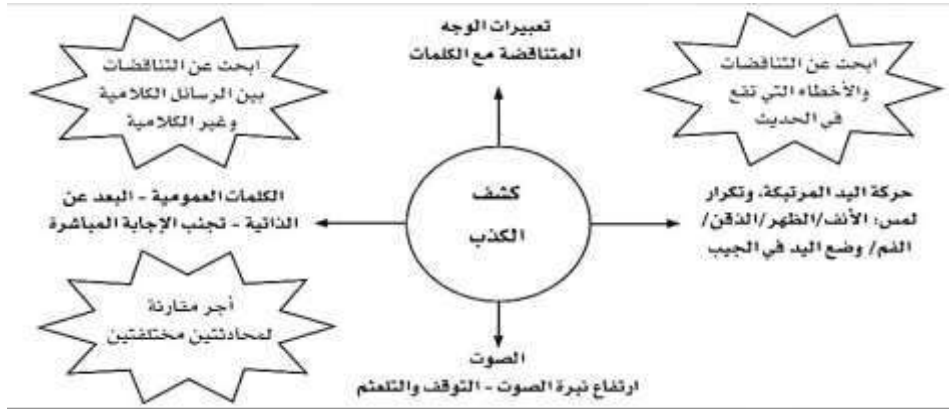 تعبيرات الوجه
المتناقضة مع الكلمات
ابحث عن التناقضات
والأخطاء التي تقع
في الحديث
ابحث عن التناقضات
بين الرسائل الكلامية
وغير الكلامية
كشف
الكذب
حركة اليد المرتبكة، وتكرار
لمس: الأنف/الظهر/الذقن/
الفم/ وضع اليد في الجيب
الكلمات العمومية - البعد عن
الذاتية - تجنب الإجابة المباشرة
أجر مقارنة
لمحادثتين مختلفتين
الصوت
ارتفاع نبرة الصوت - التوقف والتلعثم